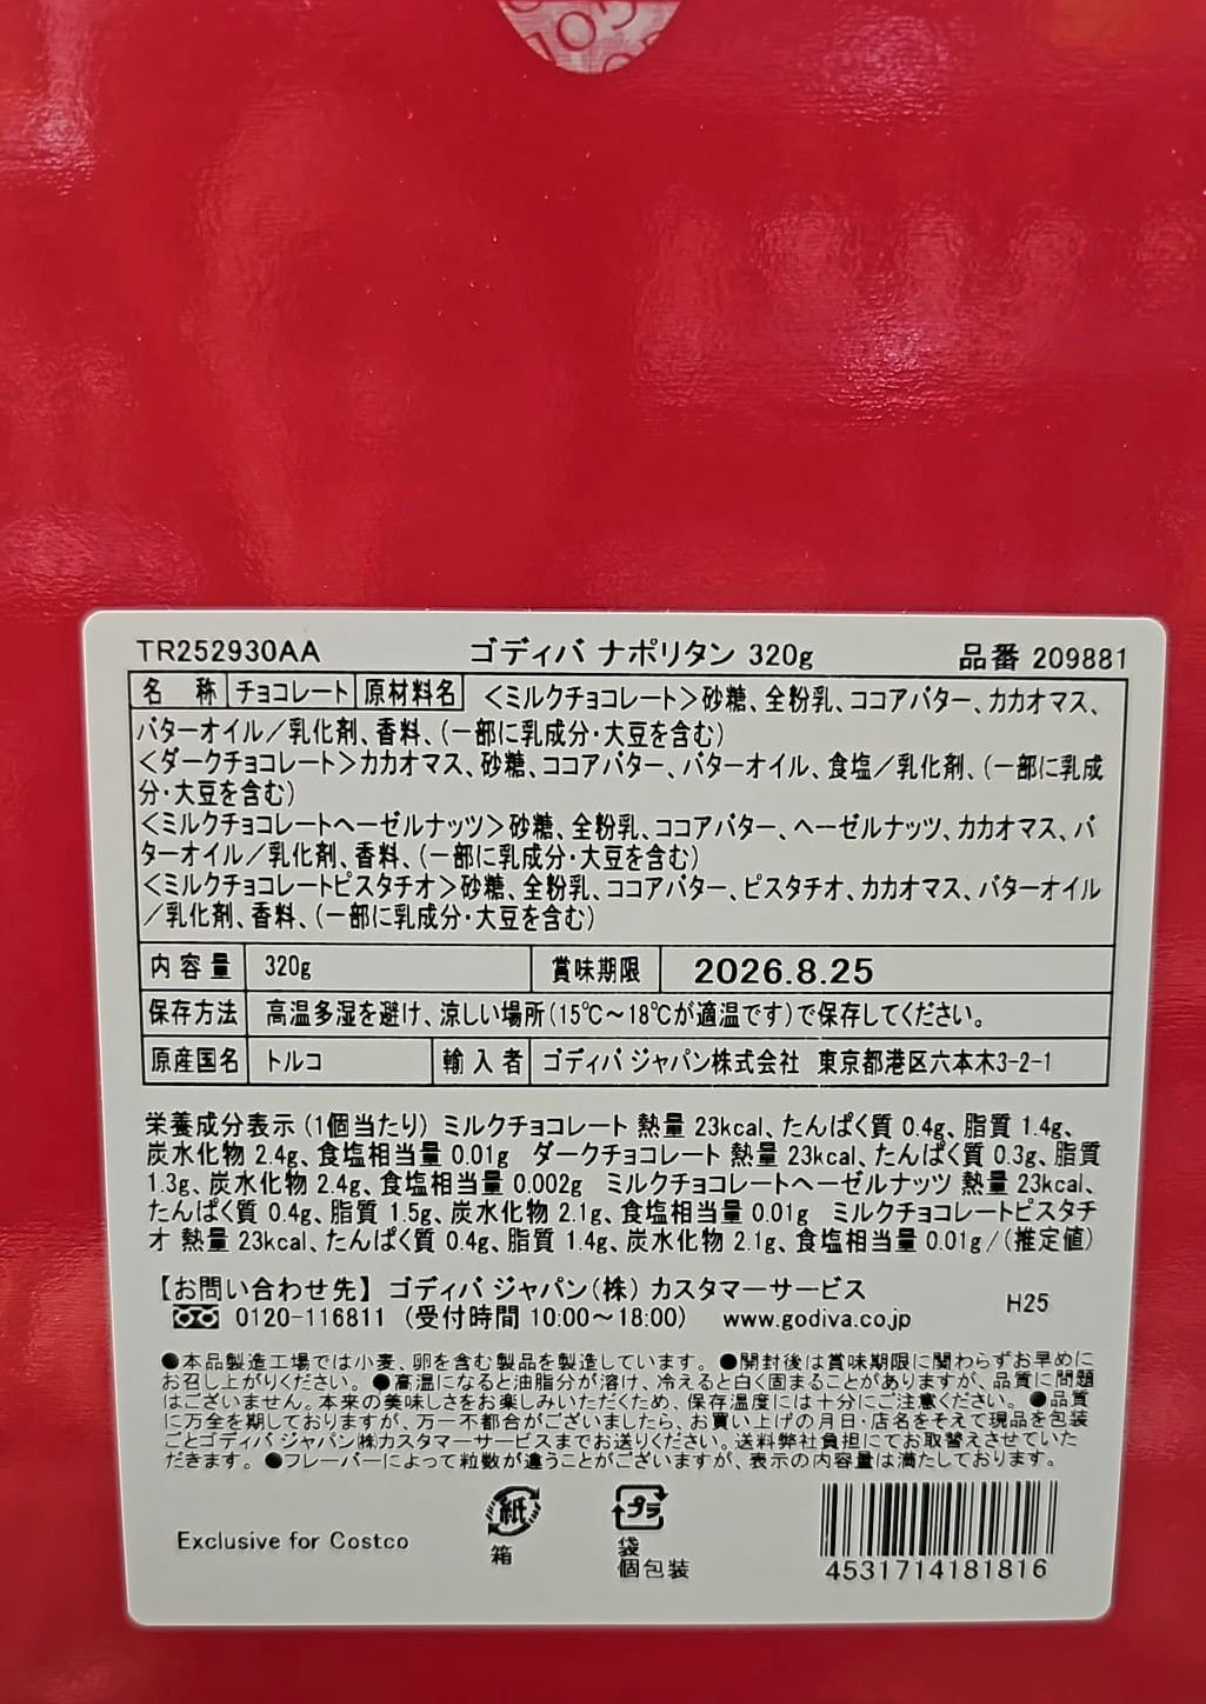 TR252930AA ゴディバ ナポリタン 320g 品番 209881
名 称 チョコレート 原材料名 <ミルクチョコレート>砂糖、全粉乳、ココアバター、カカオマス、
バターオイル/乳化剤、香料、(一部に乳成分・大豆を含む)
<ダークチョコレート>カカオマス、砂糖、ココアバター、バターオイル、食塩/乳化剤、(一部に乳成
分・大豆を含む)
<ミルクチョコレートヘーゼルナッツ>砂糖、全粉乳、ココアバター、ヘーゼルナッツ、カカオマス、バ
ターオイル/乳化剤、香料、(一部に乳成分・大豆を含む)
<ミルクチョコレートピスタチオ>砂糖、全粉乳、ココアバター、ピスタチオ、カカオマス、バターオイル
/乳化剤、香料、(一部に乳成分・大豆を含む)
内容量 320g 賞味期限 2026.8.25
保存方法 高温多湿を避け、涼しい場所(15℃~18℃が適温です)で保存してください。
原産国名 トルコ 輸入者 ゴディバ ジャパン株式会社 東京都港区六本木3-2-1
栄養成分表示(1個当たり) ミルクチョコレート 熱量 23kcal、たんぱく質 0.4g、脂質 1.4g、
炭水化物 2.4g、食塩相当量 0.01g ダークチョコレート 熱量 23kcal、たんぱく質 0.3g、脂質
1.3g、炭水化物 2.4g、食塩相当量 0.002g ミルクチョコレートヘーゼルナッツ 熱量 23kcal、
たんぱく質 0.4g、脂質 1.5g、炭水化物 2.1g、食塩相当量 0.01g ミルクチョコレートピスタチ
オ 熱量 23kcal、たんぱく質 0.4g、脂質 1.4g、炭水化物 2.1g、食塩相当量 0.01g/(推定値)
【お問い合わせ先】ゴディバ ジャパン(株) カスタマーサービス
0120-116811 (受付時間 10:00~18:00) www.godiva.co.jp
H25
●本品製造工場では小麦、卵を含む製品を製造しています。●開封後は賞味期限に関わらずお早めに
お召し上がりください。●高温になると油脂分が溶け、冷えると白く固まることがありますが、品質に問題
はございません。本来の美味しさをお楽しみいただくため、保存温度には十分にご注意ください。●品質
に万全を期しておりますが、万一不都合がございましたら、お買い上げの月日・店名をそえて現品を包装
ごとゴディバ ジャパン㈱カスタマーサービスまでお送りください。送料弊社負担にてお取替えさせていた
だきます。●フレーバーによって粒数が違うことがございますが、表示の内容量は満たしております。
Exclusive for Costco
紙
箱
プラ
袋
個包装
4531714181816